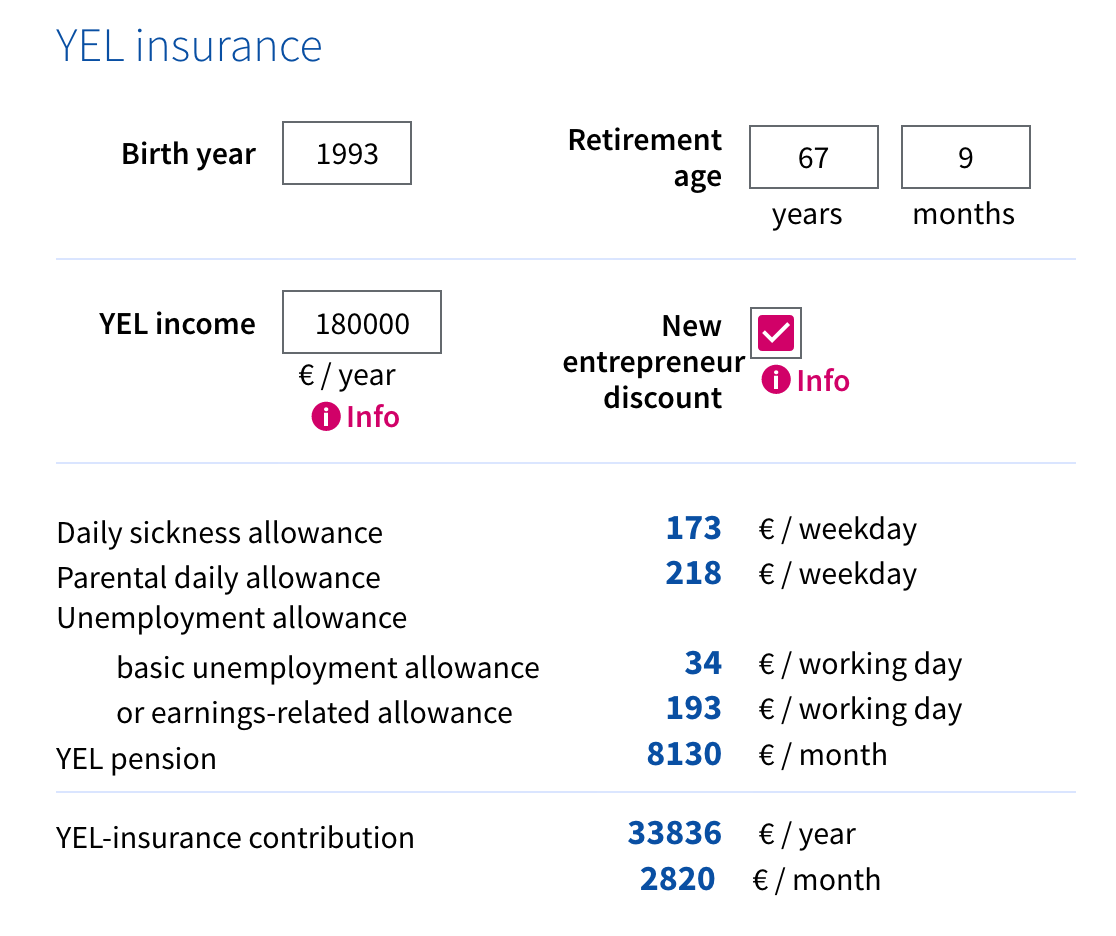 YEL insurance
Birth year 1993
Retirement age 67 9
years months
YEL income 180000
€ / year
Info
New entrepreneur discount
Info
Daily sickness allowance 173 € / weekday
Parental daily allowance 218 € / weekday
Unemployment allowance
basic unemployment allowance 34 € / working day
or earnings-related allowance 193 € / working day
YEL pension 8130 € / month
YEL-insurance contribution 33836 € / year
2820 € / month